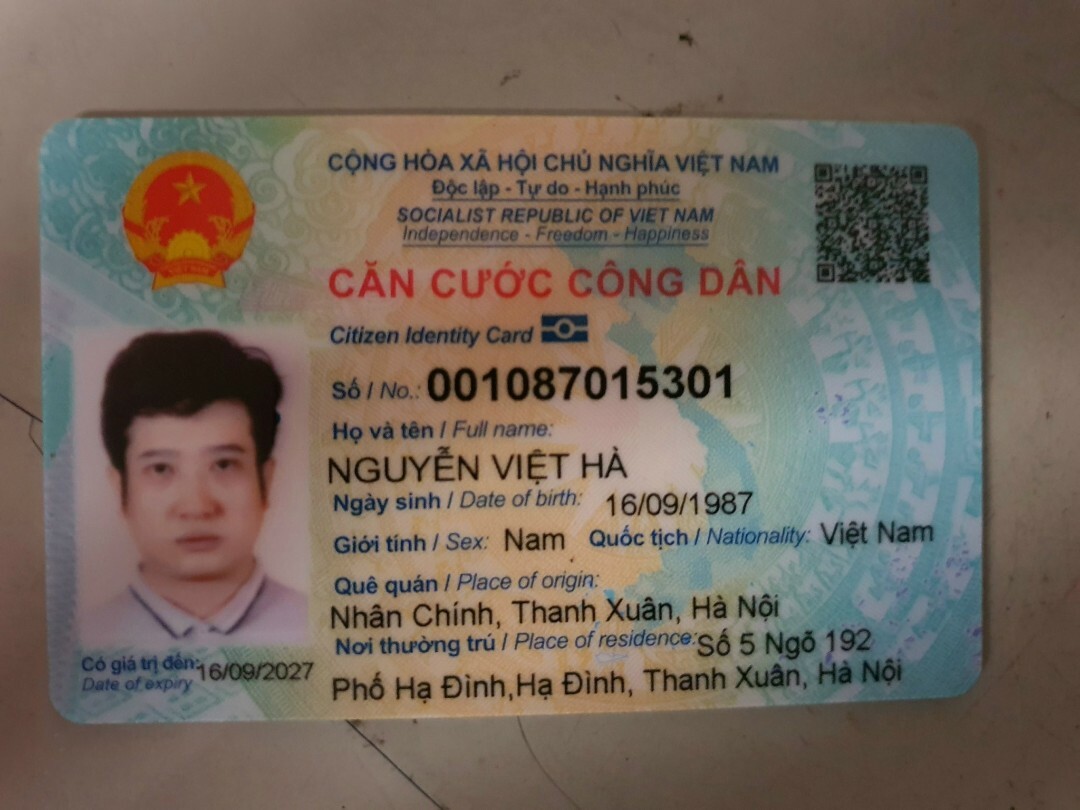 CỘNG HÒA XÃ HỘI CHỦ NGHĨA VIỆT NAM
Độc lập - Tự do - Hạnh phúc
SOCIALIST REPUBLIC OF VIET NAM
Independence - Freedom - Happiness
CĂN CƯỚC CÔNG DÂN
Citizen Identity Card
Số / No.: 001087015301
Họ và tên / Full name:
NGUYỄN VIỆT HÀ
Ngày sinh / Date of birth: 16/09/1987
Giới tính / Sex: Nam Quốc tịch / Nationality: Việt Nam
Quê quán / Place of origin:
Nhân Chính, Thanh Xuân, Hà Nội
Nơi thường trú / Place of residence: Số 5 Ngõ 192
Phố Hạ Đình,Hạ Đình, Thanh Xuân, Hà Nội
Có giá trị đến: 16/09/2027
Date of expiry
VIỆT NAM